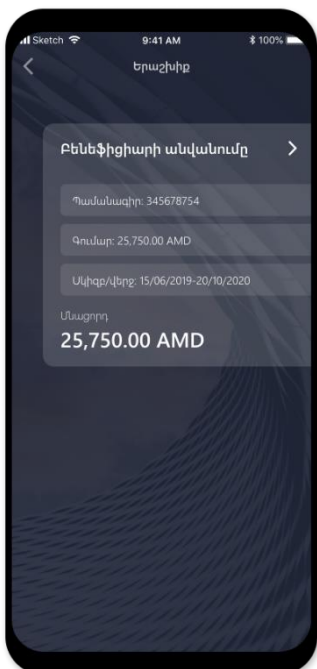 Sketch 9:41 AM 100%
Երաշխիք
Բենեֆիցիարի անվանումը
Պամանագիր: 345678754
Գումար: 25,750.00 AMD
Սկիզբ/վերջ: 15/06/2019-20/10/2020
Մնացորդ
25,750.00 AMD